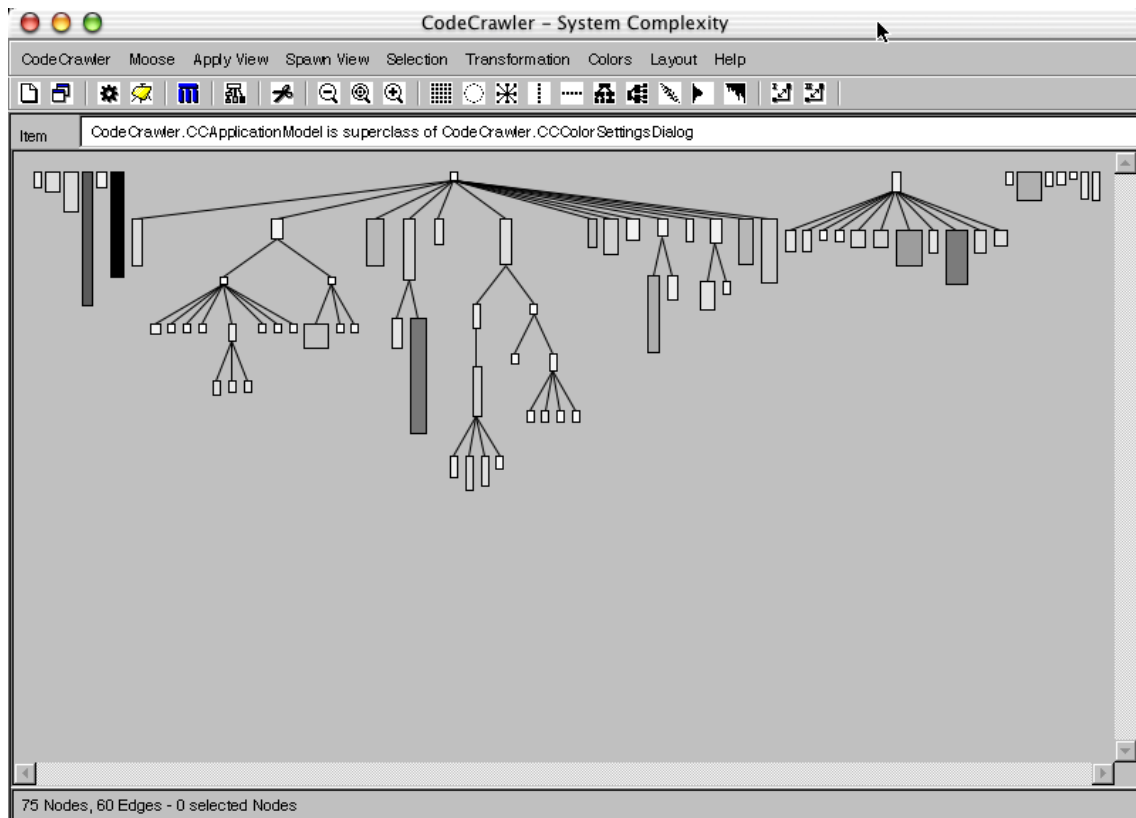 CodeCrawler – System Complexity
CodeCrawler Moose Apply View Spawn View Selection Transformation Colors Layout Help
Item CodeCrawler.CCApplicationModel is superclass of CodeCrawler.CCColorSettingsDialog
75 Nodes, 60 Edges - 0 selected Nodes